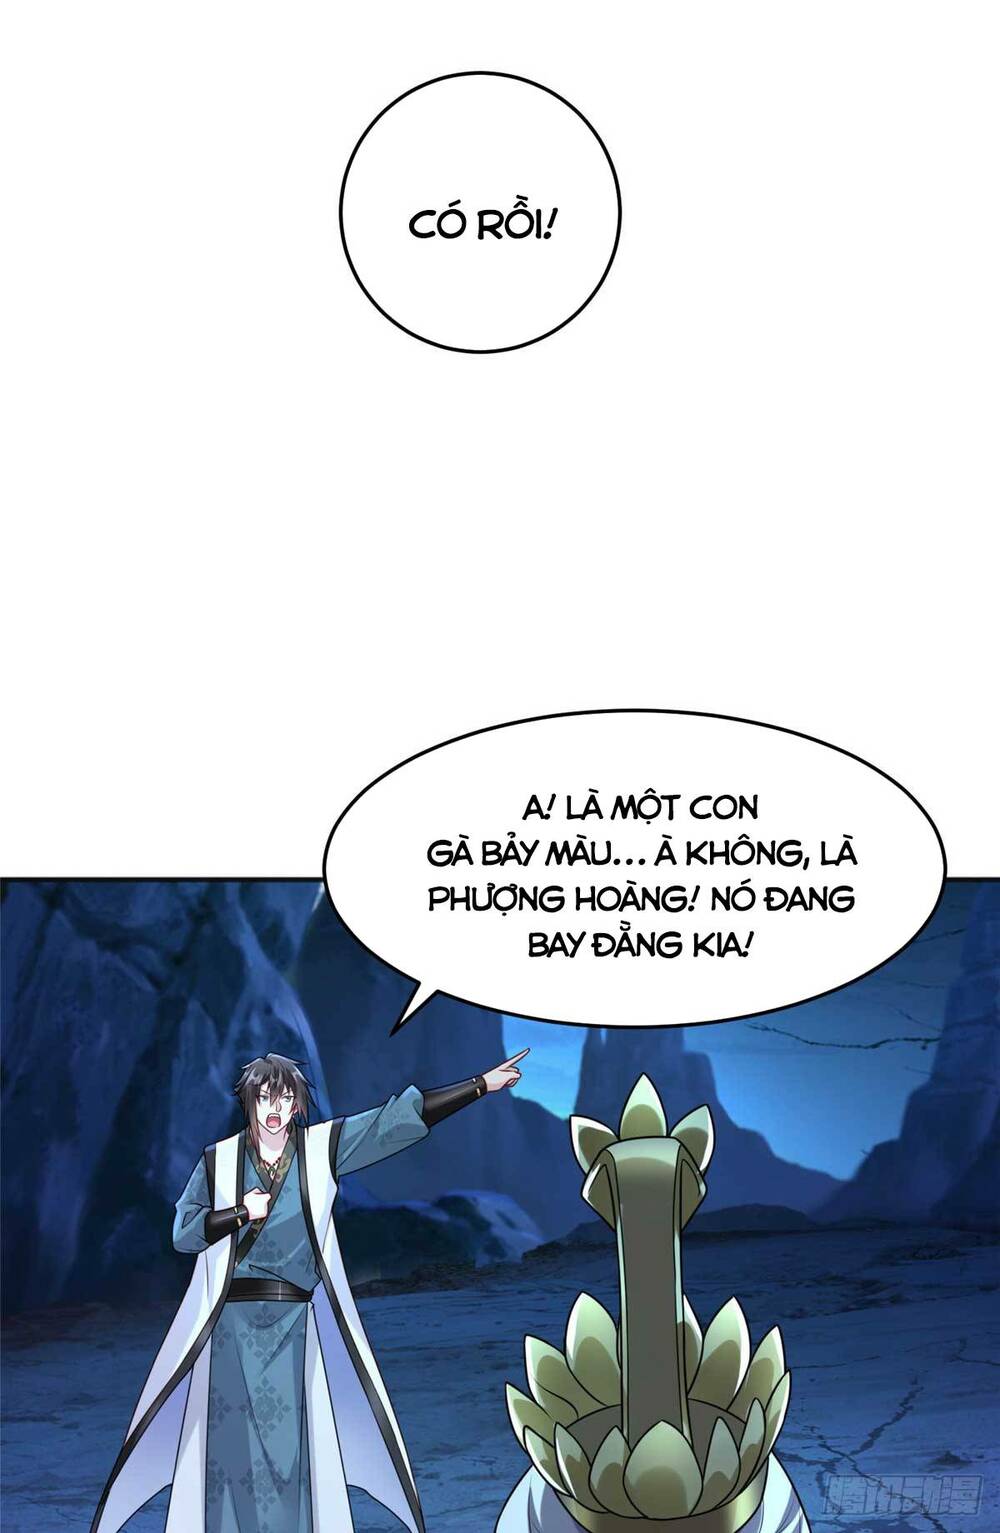 CÓ RỒI!
A! LÀ MỘT CON
GÀ BẢY MÀU... À KHÔNG, LÀ
PHƯỢNG HOÀNG! NÓ ĐANG
BAY ĐẰNG KIA!